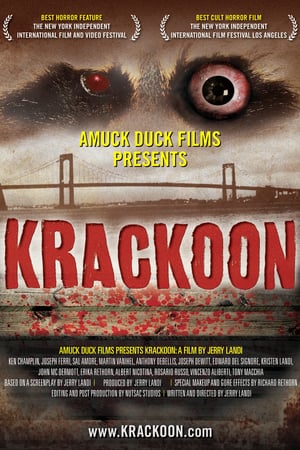 BEST HORROR FEATURE
THE NEW YORK INDEPENDENT
INTERNATIONAL FILM AND VIDEO FESTIVAL
BEST CULT HORROR FILM
THE NEW YORK INDEPENDENT
INTERNATIONAL FILM FESTIVAL LOS ANGELES
AMUCK DUCK FILMS
PRESENTS
KRACKOON
AMUCK DUCK FILMS PRESENTS KRACKOON: A FILM BY JERRY LANDI
KEN CHAMPLIN, JOSEPH FERRI, SAL AMORE, MARTIN VANHIEL, ANTHONY DEBELLIS, JOSEPH DEWITT, EDWARD DEL SIGNORE, KRISTEN LANDI,
JOHN MC DERMOTT, ERIKA RETHORN, ALBERT NICOTINA, ROSARIO RUSSO, VINCENZO ALIBERTI, TONY MACCHIA
BASED ON A SCREENPLAY BY JERRY LANDI | PRODUCED BY JERRY LANDI | SPECIAL MAKEUP AND GORE EFFECTS BY RICHARD RETHORN
EDITING AND POST PRODUCTION BY NUTSAC STUDIOS | WRITTEN AND DIRECTED BY JERRY LANDI
www.KRACKOON.com